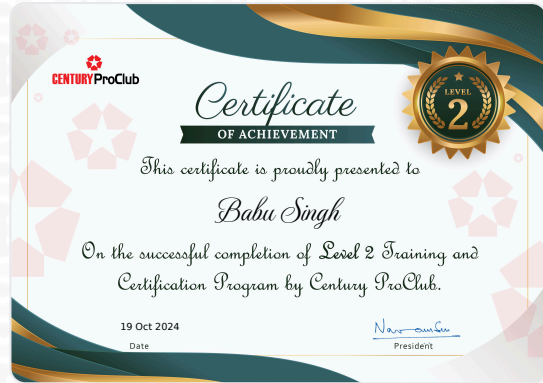 CENTURY ProClub
Certificate
OF ACHIEVEMENT
LEVEL
2
This certificate is proudly presented to
Babu Singh
On the successful completion of Level 2 Training and
Certification Program by Century ProClub.
19 Oct 2024
Date
President